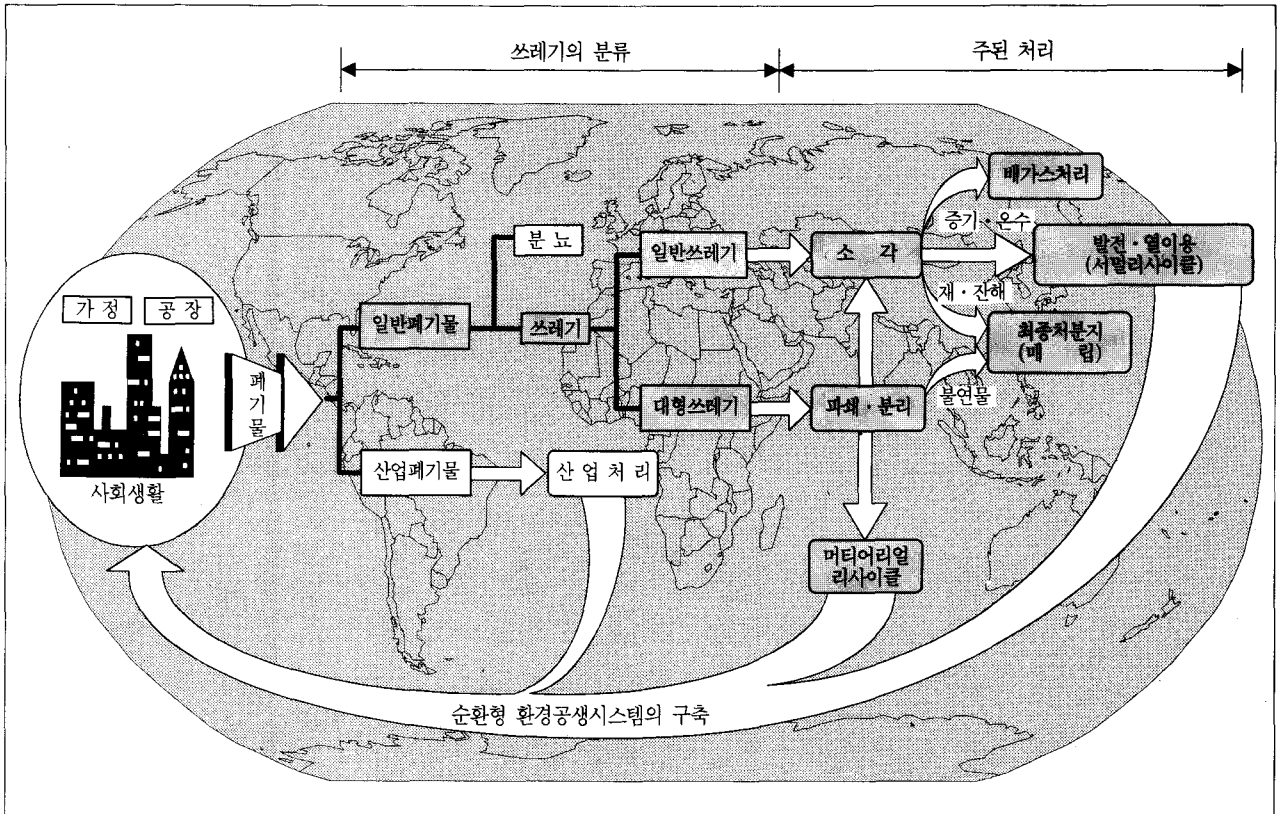 쓰레기의 분류
주된 처리
배가스처리
증기·온수
분 뇨
일반쓰레기
소 각
발전·열이용
(서멀리사이클)
가 정
공 장
재·잔해
일반폐기물
쓰레기
최종처분지
(매 립)
폐기물
대형쓰레기
파쇄·분리
불연물
산업폐기물
산 업 처 리
사회생활
머티어리얼
리사이클
순환형 환경공생시스템의 구축